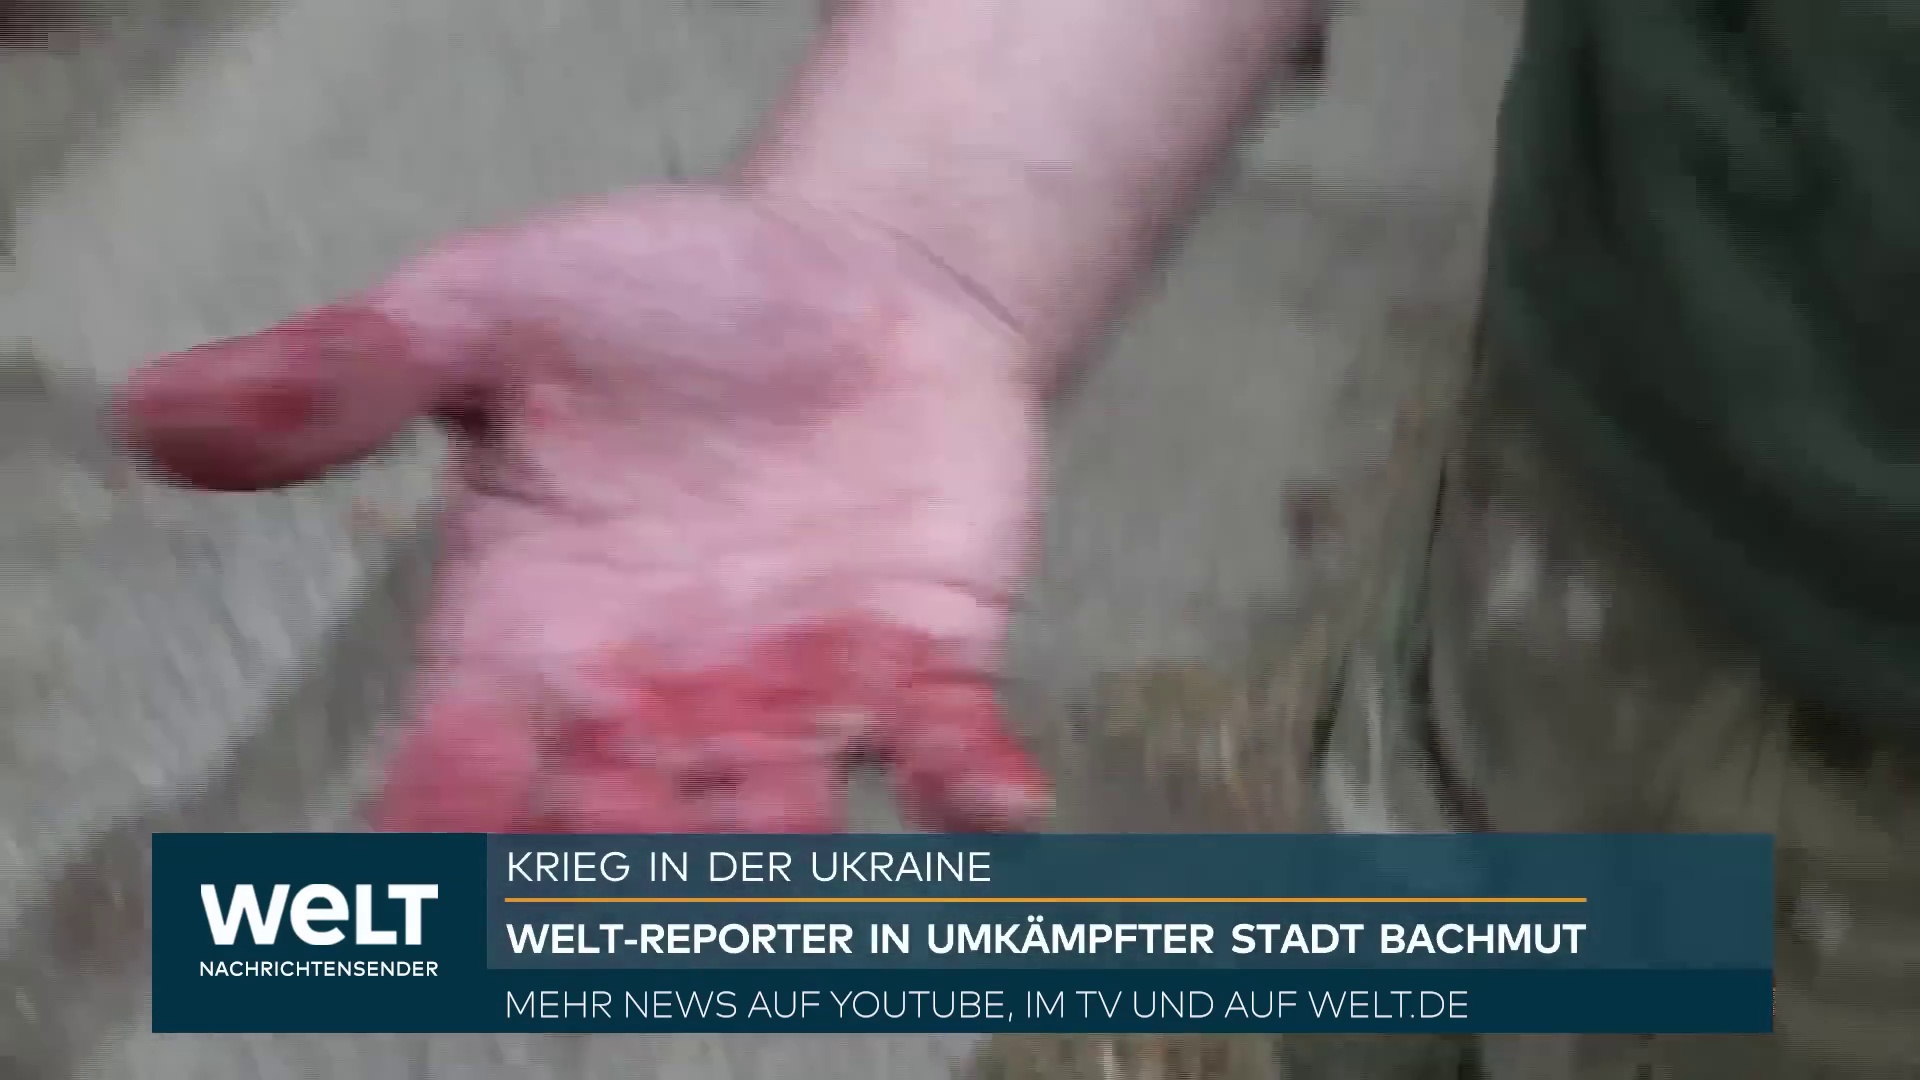 KRIEG IN DER UKRAINE
WELT
NACHRICHTENSENDER
WELT-REPORTER IN UMKÄMPFTER STADT BACHMUT
MEHR NEWS AUF YOUTUBE, IM TV UND AUF WELT.DE